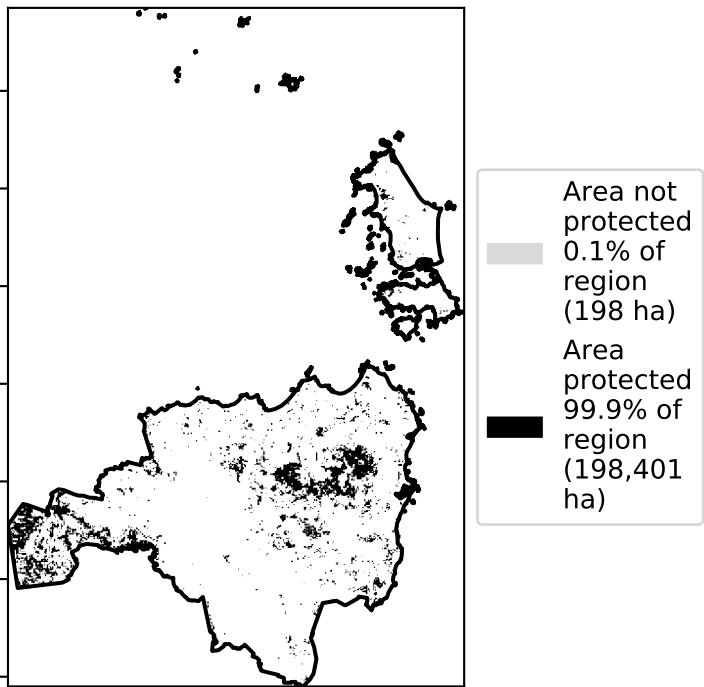 Area not
protected
0.1% of
region
(198 ha)
Area
protected
99.9% of
region
(198,401
ha)